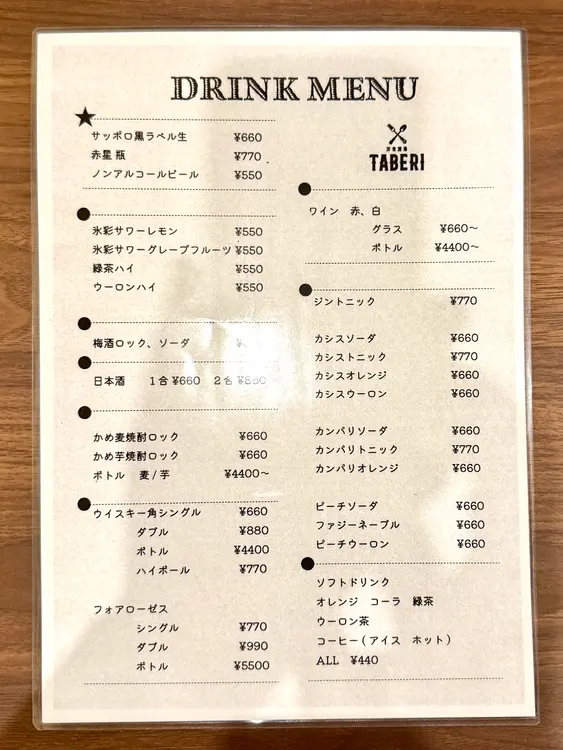 DRINK MENU
サッポロ黒ラベル生 ¥660
赤星 瓶 ¥770
ノンアルコールビール ¥550
氷彩サワーレモン ¥550
氷彩サワーグレープフルーツ ¥550
緑茶ハイ ¥550
ウーロンハイ ¥550
梅酒ロック、ソーダ
日本酒 1合 ¥660 2合
かめ麦焼酎ロック ¥660
かめ芋焼酎ロック ¥660
ボトル 麦/芋 ¥4400〜
ウイスキー角シングル ¥660
ダブル ¥880
ボトル ¥4400
ハイボール ¥770
フォアローゼス
シングル ¥770
ダブル ¥990
ボトル ¥5500
TABERI
ワイン 赤、白
グラス ¥660〜
ボトル ¥4400〜
ジントニック ¥770
カシスソーダ ¥660
カシストニック ¥770
カシスオレンジ ¥660
カシスウーロン ¥660
カンパリソーダ ¥660
カンパリトニック ¥770
カンパリオレンジ ¥660
ピーチソーダ ¥660
ファジーネーブル ¥660
ピーチウーロン ¥660
ソフトドリンク
オレンジ コーラ 緑茶
ウーロン茶
コーヒー(アイス ホット)
ALL ¥440